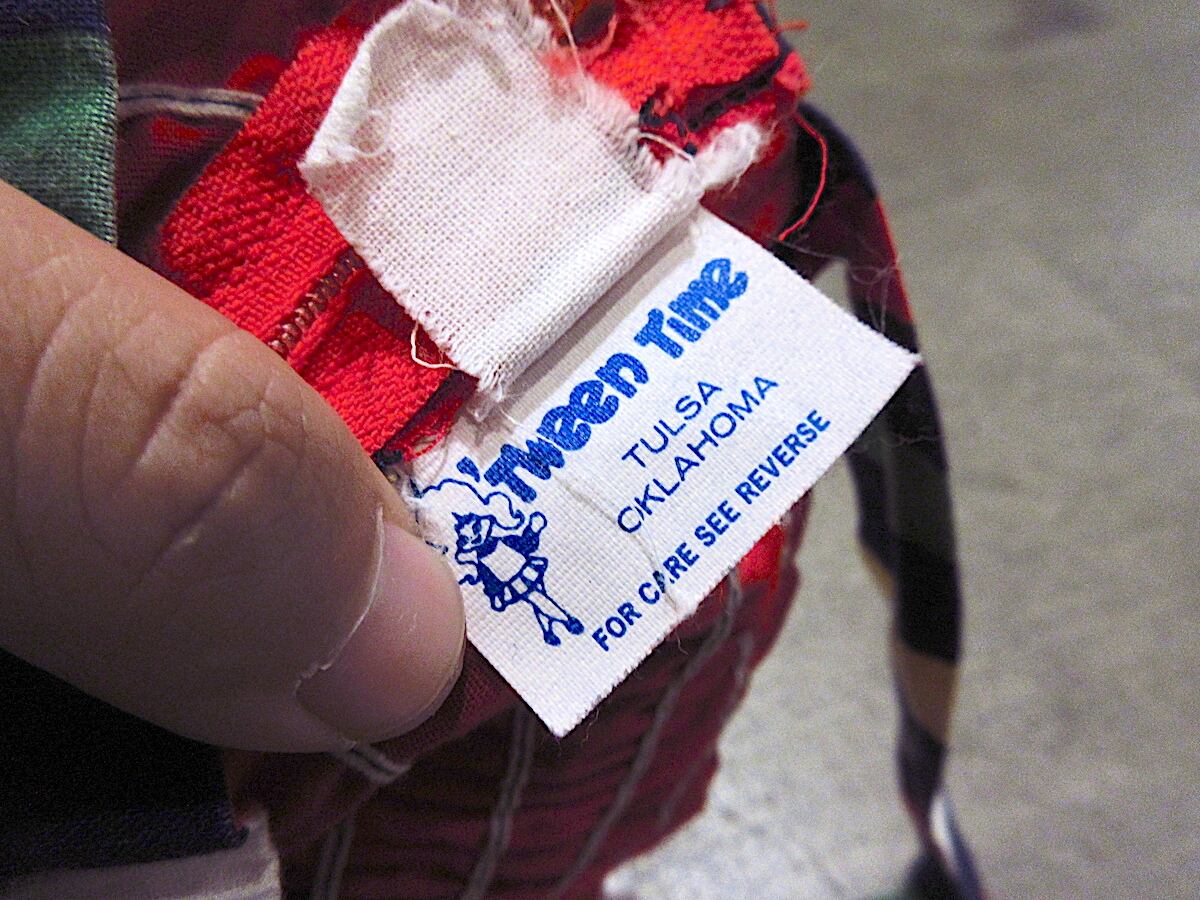 'TWEEN TIME
TULSA
OKLAHOMA
FOR CARE SEE REVERSE